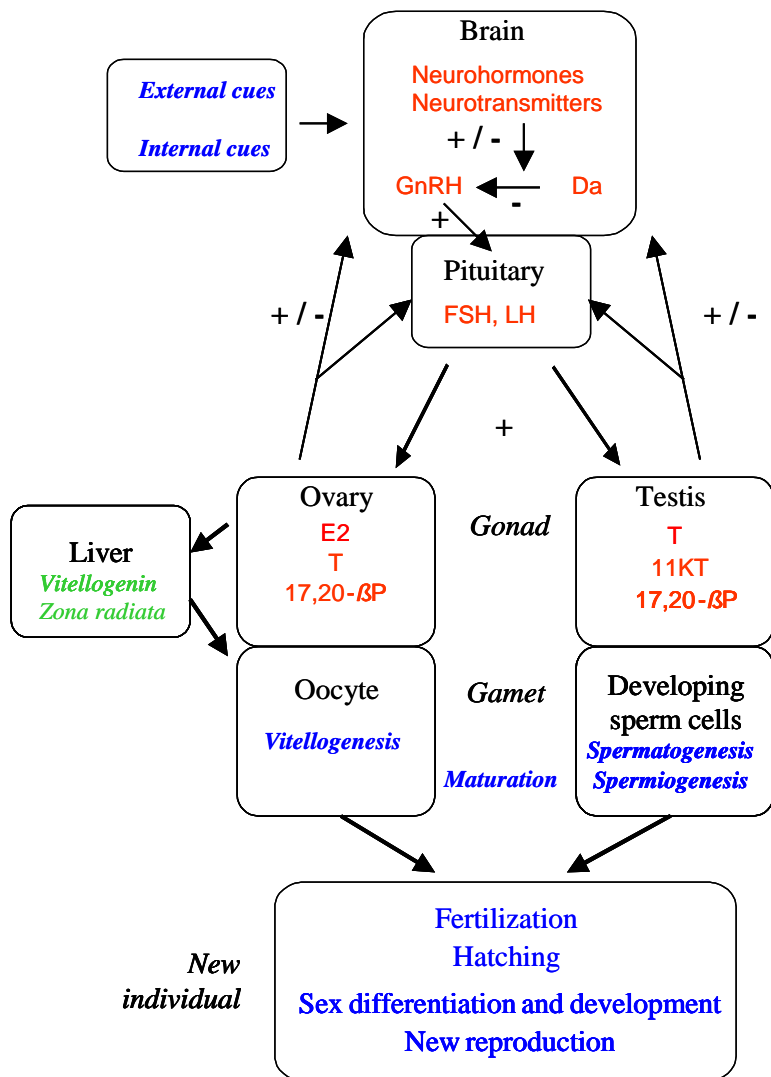 Brain
Neurohormones
Neurotransmitters
External cues
Internal cues
+ / -
GnRH
Da
-
+
Pituitary
FSH, LH
+ / -
+ / -
+
Ovary
E2
T
17,20-ßP
Gonad
Testis
T
11KT
17,20-ßP
Liver
Vitellogenin
Zona radiata
Oocyte
Vitellogenesis
Gamet
Maturation
Developing
sperm cells
Spermatogenesis
Spermiogenesis
New
individual
Fertilization
Hatching
Sex differentiation and development
New reproduction